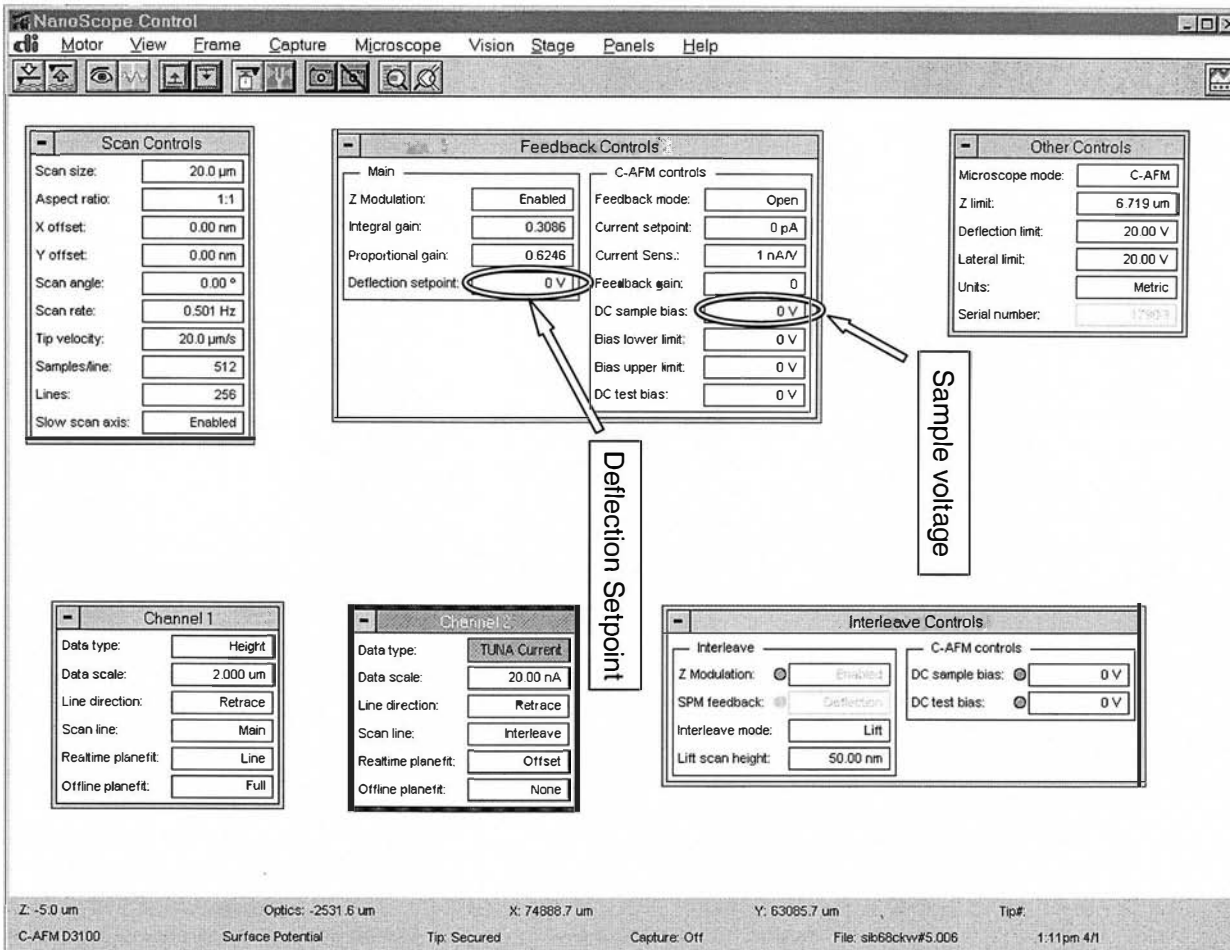 NanoScope Control
di Motor View Frame Capture Microscope Vision Stage Panels Help
Scan Controls
Scan size: 20.0 µm
Aspect ratio: 1:1
X offset: 0.00 nm
Y offset: 0.00 nm
Scan angle: 0.00 °
Scan rate: 0.501 Hz
Tip velocity: 20.0 µm/s
Samples/line: 512
Lines: 256
Slow scan axis: Enabled
Feedback Controls
Main
Z Modulation: Enabled
Integral gain: 0.3086
Proportional gain: 0.6246
Deflection setpoint: 0 V
C-AFM controls
Feedback mode: Open
Current setpoint: 0 pA
Current Sens.: 1 nA/V
Feedback gain: 0
DC sample bias: 0 V
Bias lower limit: 0 V
Bias upper limit: 0 V
DC test bias: 0 V
Other Controls
Microscope mode: C-AFM
Z limit: 6.719 um
Deflection limit: 20.00 V
Lateral limit: 20.00 V
Units: Metric
Serial number:
Deflection Setpoint
Sample voltage
Channel 1
Data type: Height
Data scale: 2.000 um
Line direction: Retrace
Scan line: Main
Realtime planefit: Line
Offline planefit: Full
Channel 2
Data type: TUNA Current
Data scale: 20.00 nA
Line direction: Retrace
Scan line: Interleave
Realtime planefit: Offset
Offline planefit: None
Interleave Controls
Interleave
Z Modulation: Enabled
SPM feedback: Deflection
Interleave mode: Lift
Lift scan height: 50.00 nm
C-AFM controls
DC sample bias: 0 V
DC test bias: 0 V
Z: -5.0 um Optics: -2531.6 um X: 74888.7 um Y: 63085.7 um Tip#:
C-AFM D3100 Surface Potential Tip: Secured Capture: Off File: sib68ckw#5.006 1:11pm 4/1